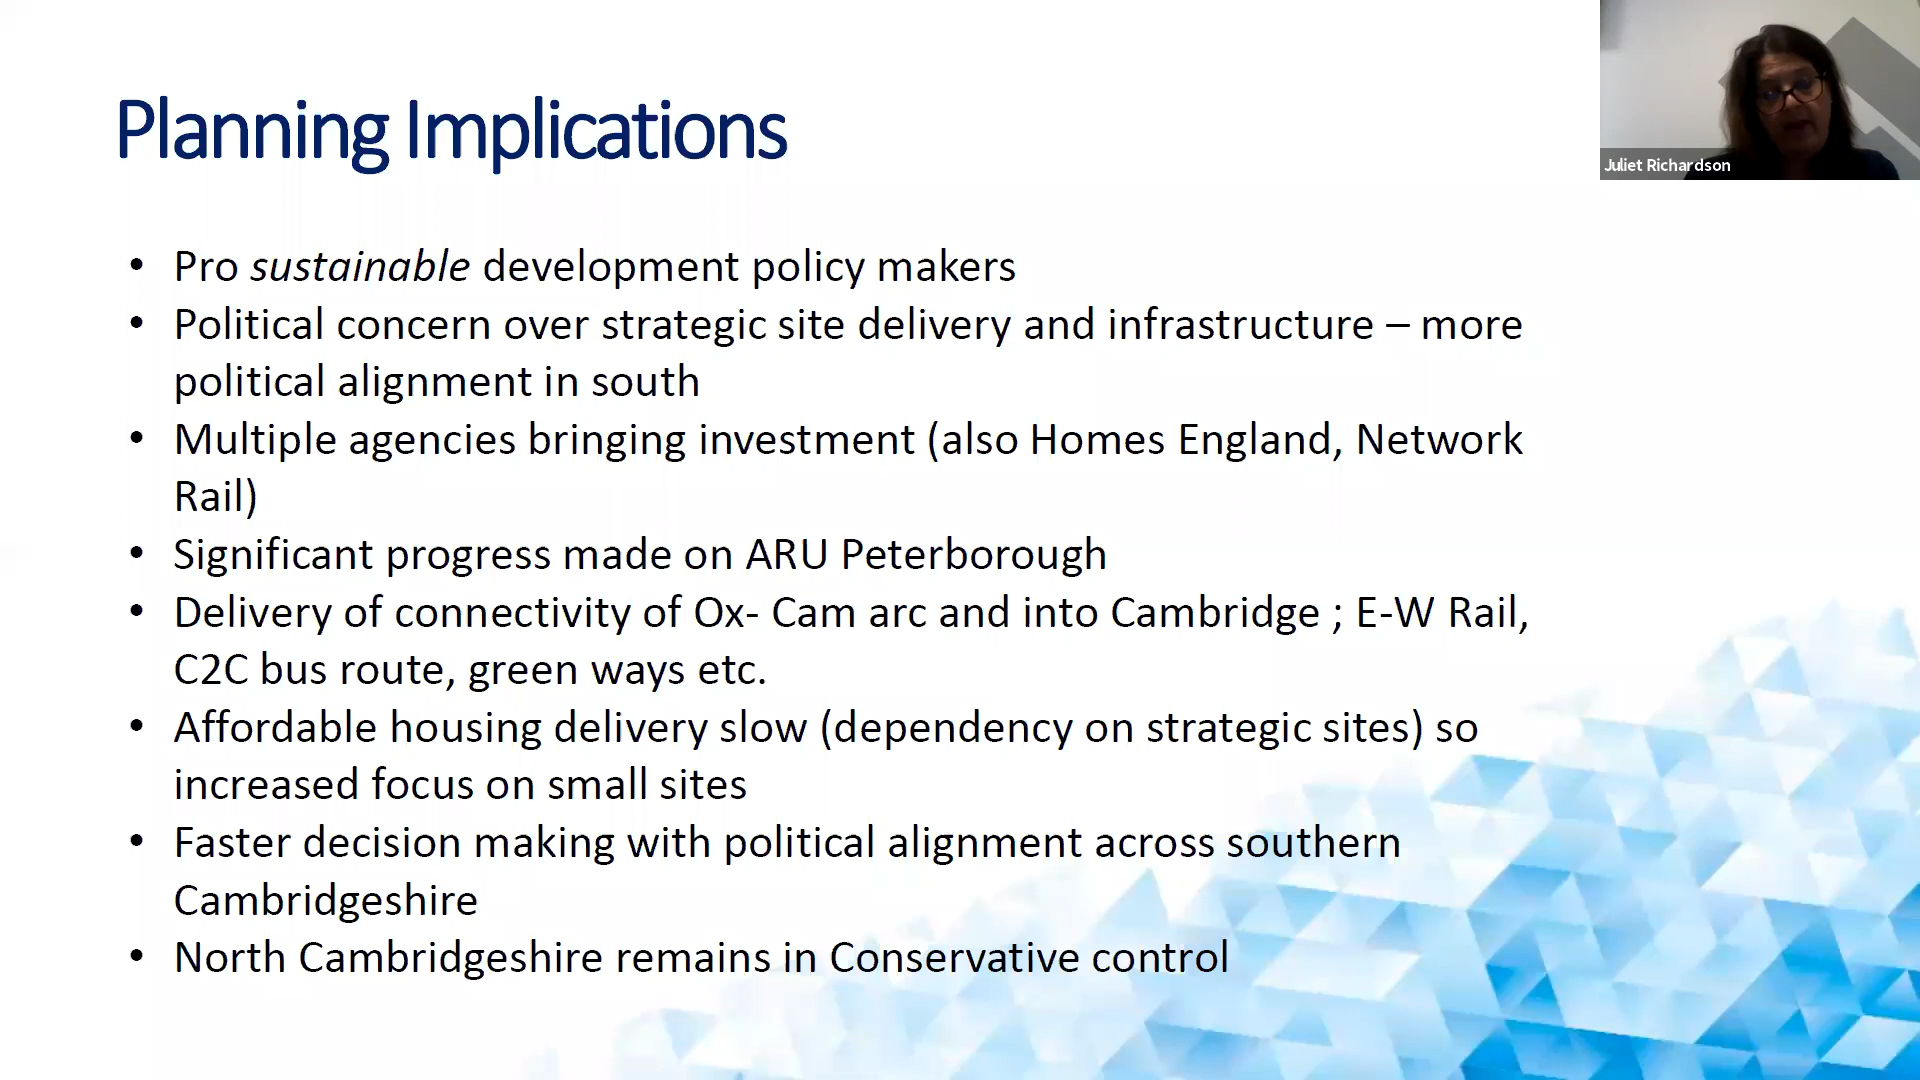 Planning Implications
Juliet Richardson
• Pro sustainable development policy makers
• Political concern over strategic site delivery and infrastructure – more
political alignment in south
• Multiple agencies bringing investment (also Homes England, Network
Rail)
• Significant progress made on ARU Peterborough
• Delivery of connectivity of Ox- Cam arc and into Cambridge ; E-W Rail,
C2C bus route, green ways etc.
• Affordable housing delivery slow (dependency on strategic sites) so
increased focus on small sites
• Faster decision making with political alignment across southern
Cambridgeshire
• North Cambridgeshire remains in Conservative control